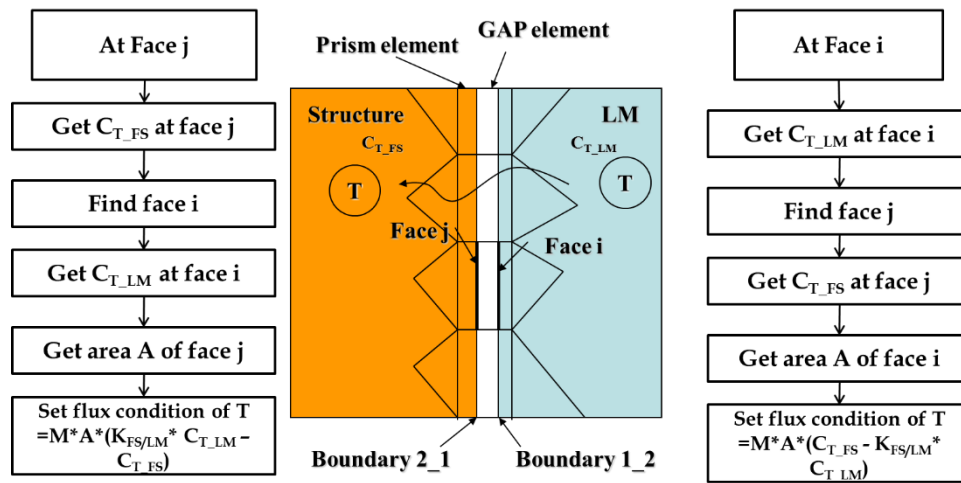 At Face j
Get C_T_FS at face j
Find face i
Get C_T_LM at face i
Get area A of face j
Set flux condition of T
=M*A*(K_FS/LM* C_T_LM –
C_T_FS)
Prism element
GAP element
Structure
LM
C_T_FS
C_T_LM
T
T
Face j
Face i
Boundary 2_1
Boundary 1_2
At Face i
Get C_T_LM at face i
Find face j
Get C_T_FS at face j
Get area A of face i
Set flux condition of T
=M*A*(C_T_FS - K_FS/LM*
C_T_LM)